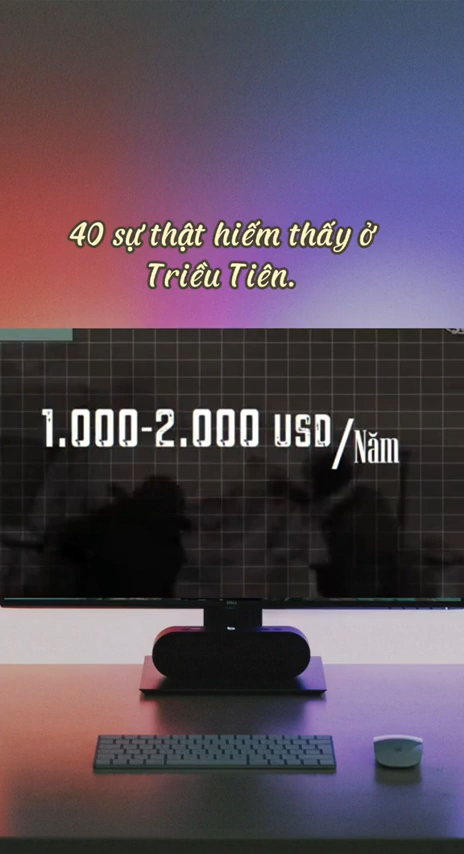 40 sự thật hiếm thấy ở
Triều Tiên.
1.000-2.000 USD/Năm